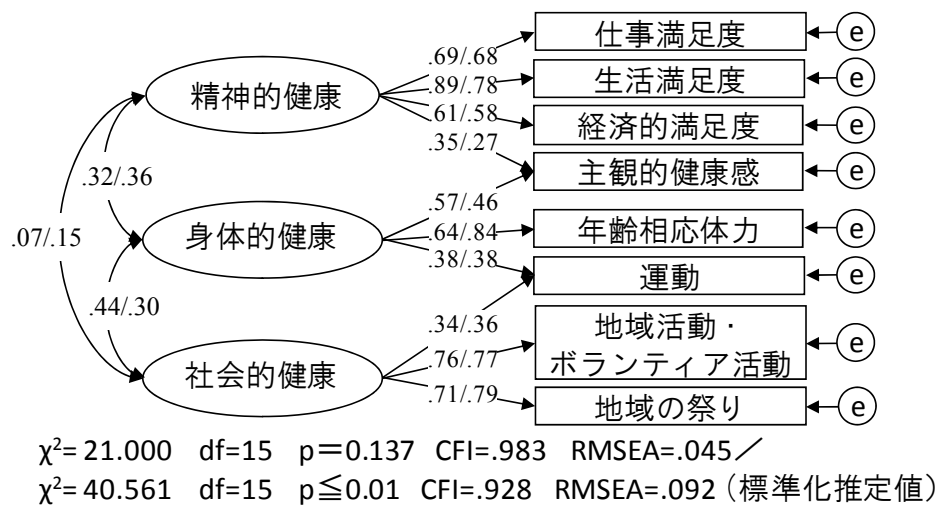 仕事満足度
e
.69/.68
.89/.78
生活満足度
e
精神的健康
.61/.58
経済的満足度
e
.35/.27
主観的健康感
e
.32/.36
.57/.46
年齢相応体力
e
.07/.15
身体的健康
.64/.84
.38/.38
運動
e
.44/.30
.34/.36
地域活動・
ボランティア活動
e
.76/.77
社会的健康
.71/.79
地域の祭り
e
χ²= 21.000 df=15 p＝0.137 CFI=.983 RMSEA=.045／
χ²= 40.561 df=15 p≦0.01 CFI=.928 RMSEA=.092（標準化推定値）